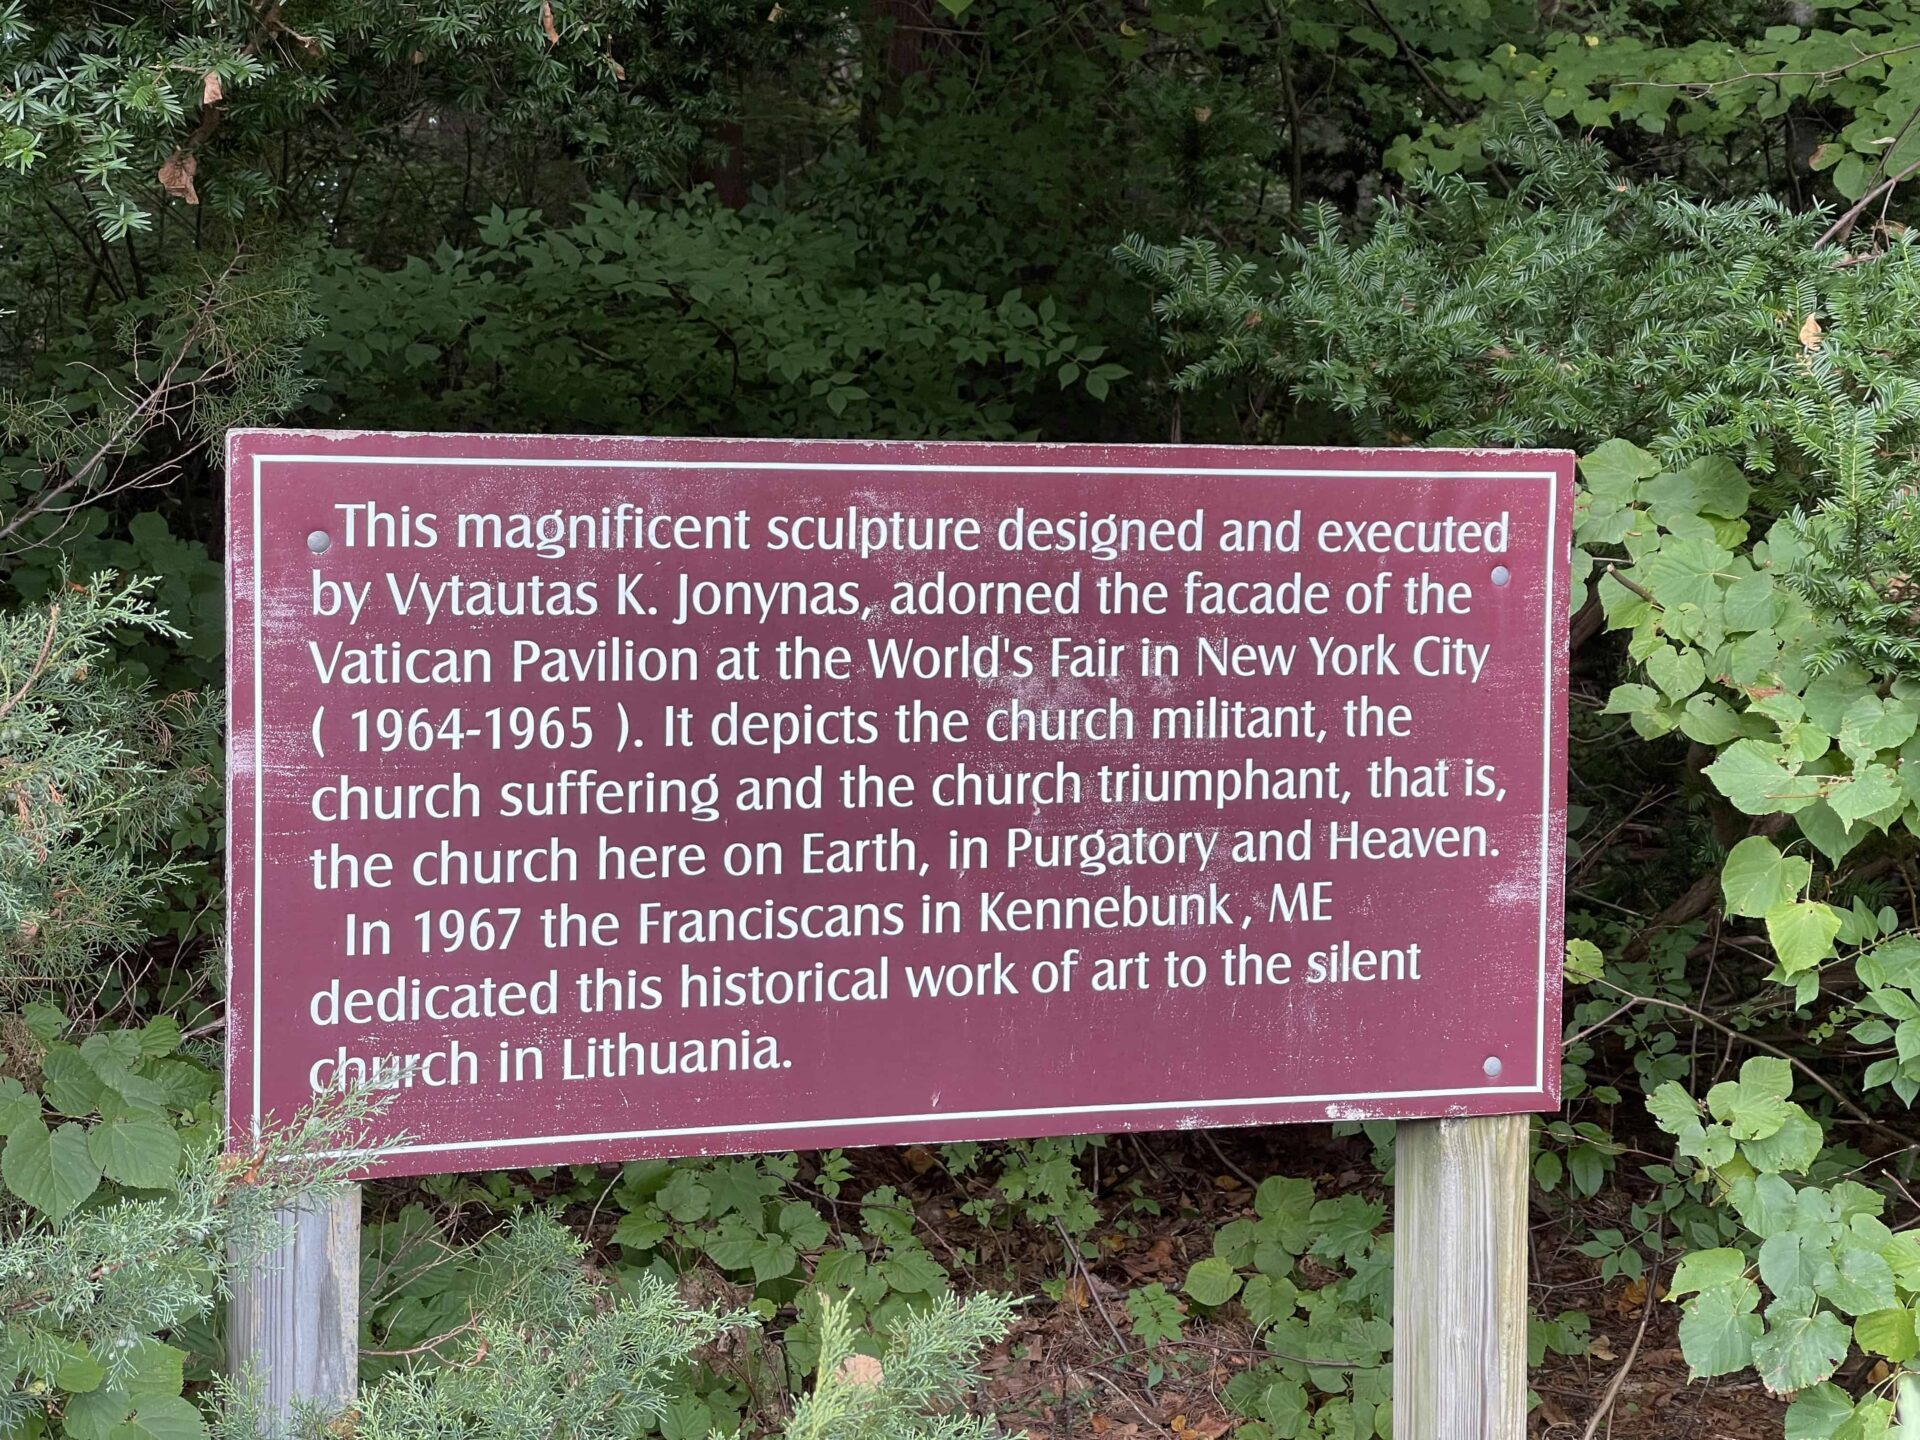 This magnificent sculpture designed and executed
by Vytautas K. Jonynas, adorned the facade of the
Vatican Pavilion at the World's Fair in New York City
( 1964-1965 ). It depicts the church militant, the
church suffering and the church triumphant, that is,
the church here on Earth, in Purgatory and Heaven.
In 1967 the Franciscans in Kennebunk, ME
dedicated this historical work of art to the silent
church in Lithuania.